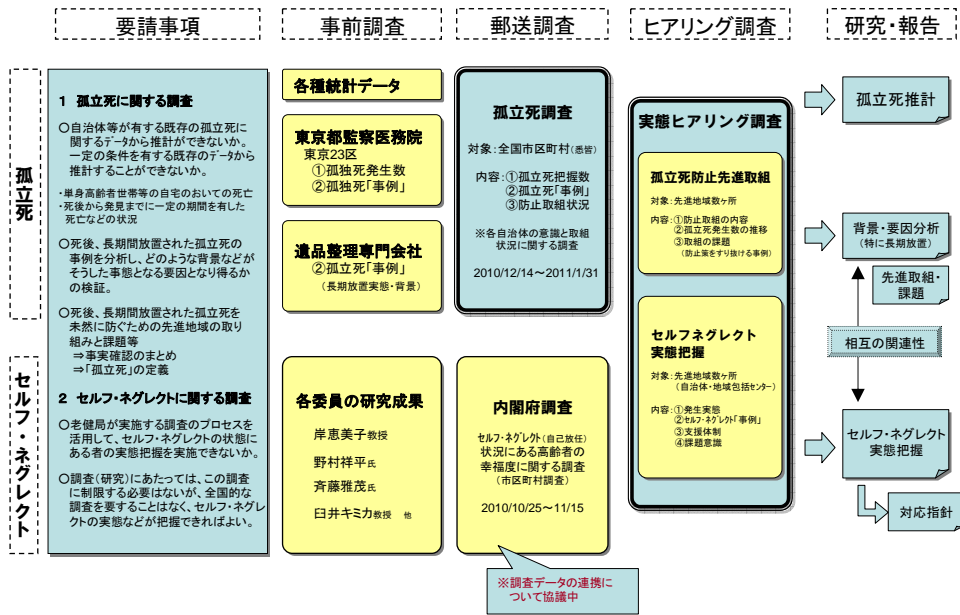 要請事項
事前調査
郵送調査
ヒアリング調査
研究・報告
孤立死
セルフ・ネグレクト
1 孤立死に関する調査
○自治体等が有する既存の孤立死に
関するデータから推計ができないか。
一定の条件を有する既存のデータから
推計することができないか。
・単身高齢者世帯等の自宅のおいての死亡
・死後から発見までに一定の期間を有した
死亡などの状況
○死後、長期間放置された孤立死の
事例を分析し、どのような背景などが
そうした事態となる要因となり得るか
の検証。
○死後、長期間放置された孤立死を
未然に防ぐための先進地域の取り
組みと課題等
⇒事実確認のまとめ
⇒「孤立死」の定義
2 セルフ・ネグレクトに関する調査
○老健局が実施する調査のプロセスを
活用して、セルフ・ネグレクトの状態に
ある者の実態把握を実施できないか。
○調査(研究)にあたっては、この調査
に制限する必要はないが、全国的な
調査を要することはなく、セルフ・ネグレ
クトの実態などが把握できればよい。
各種統計データ
東京都監察医務院
東京23区
①孤独死発生数
②孤独死「事例」
遺品整理専門会社
②孤立死「事例」
(長期放置実態・背景)
各委員の研究成果
岸恵美子教授
野村祥平氏
斉藤雅茂氏
臼井キミカ教授 他
孤立死調査
対象:全国市区町村(悉皆)
内容:①孤立死把握数
②孤立死「事例」
③防止取組状況
※各自治体の意識と取組
状況に関する調査
2010/12/14~2011/1/31
内閣府調査
セルフ・ネグレクト(自己放任)
状況にある高齢者の
幸福度に関する調査
(市区町村調査)
2010/10/25~11/15
※調査データの連携に
ついて協議中
実態ヒアリング調査
孤立死防止先進取組
対象:先進地域数ヶ所
内容:①防止取組の内容
②孤立死発生数の推移
③取組の課題
(防止策をすり抜ける事例)
セルフネグレクト
実態把握
対象:先進地域数ヶ所
(自治体・地域包括センター)
内容:①発生実態
②セルフ・ネグレクト「事例」
③支援体制
④課題意識
孤立死推計
背景・要因分析
(特に長期放置)
先進取組・
課題
相互の関連性
セルフ・ネグレクト
実態把握
対応指針